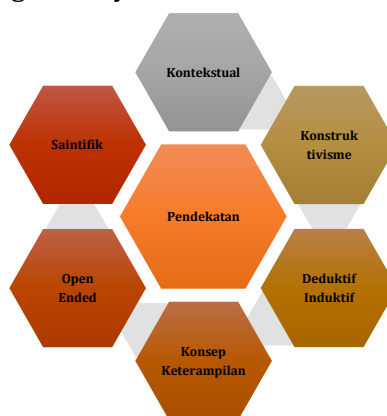 Kontekstual
Konstruk
tivisme
Saintifik
Pendekatan
Open
Ended
Deduktif
Induktif
Konsep
Keterampilan